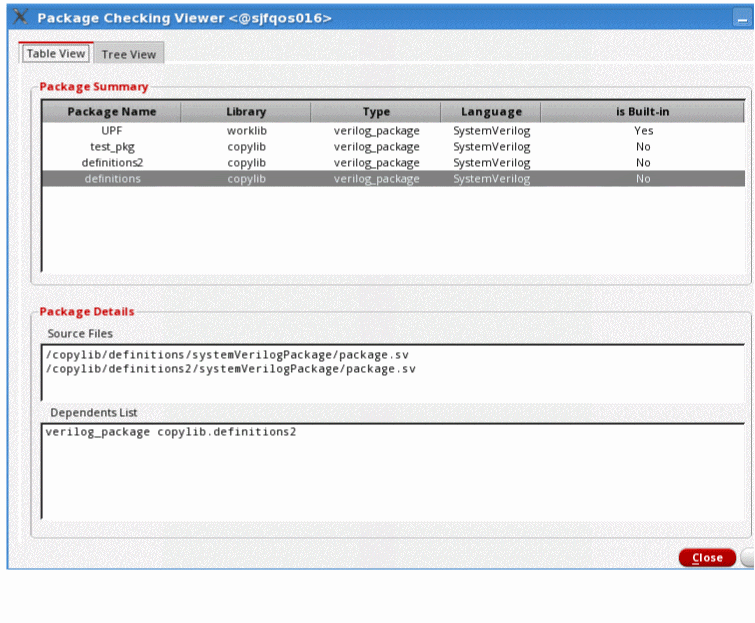 Package Checking Viewer <@sjfqos016>
Table View Tree View
Package Summary
Package Name Library Type Language is Built-in
UPF worklib verilog_package SystemVerilog Yes
test_pkg copylib verilog_package SystemVerilog No
definitions2 copylib verilog_package SystemVerilog No
definitions copylib verilog_package SystemVerilog No
Package Details
Source Files
/copylib/definitions/systemVerilogPackage/package.sv
/copylib/definitions2/systemVerilogPackage/package.sv
Dependents List
verilog_package copylib.definitions2
Close